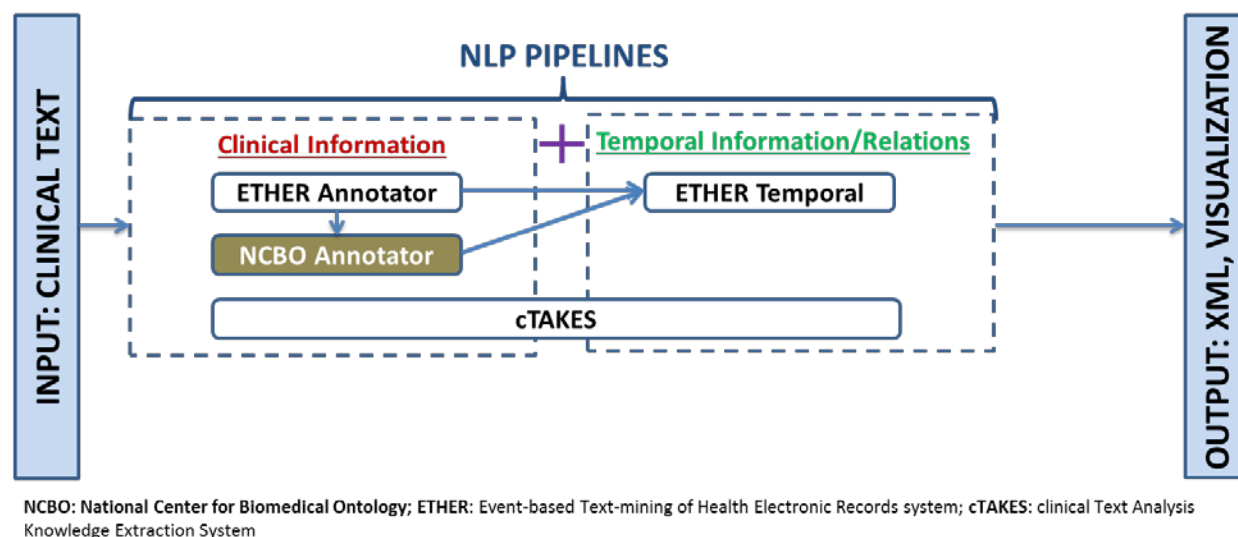 INPUT: CLINICAL TEXT
NLP PIPELINES
Clinical Information
Temporal Information/Relations
ETHER Annotator
ETHER Temporal
NCBO Annotator
cTAKES
OUTPUT: XML, VISUALIZATION
NCBO: National Center for Biomedical Ontology; ETHER: Event-based Text-mining of Health Electronic Records system; cTAKES: clinical Text Analysis
Knowledge Extraction System